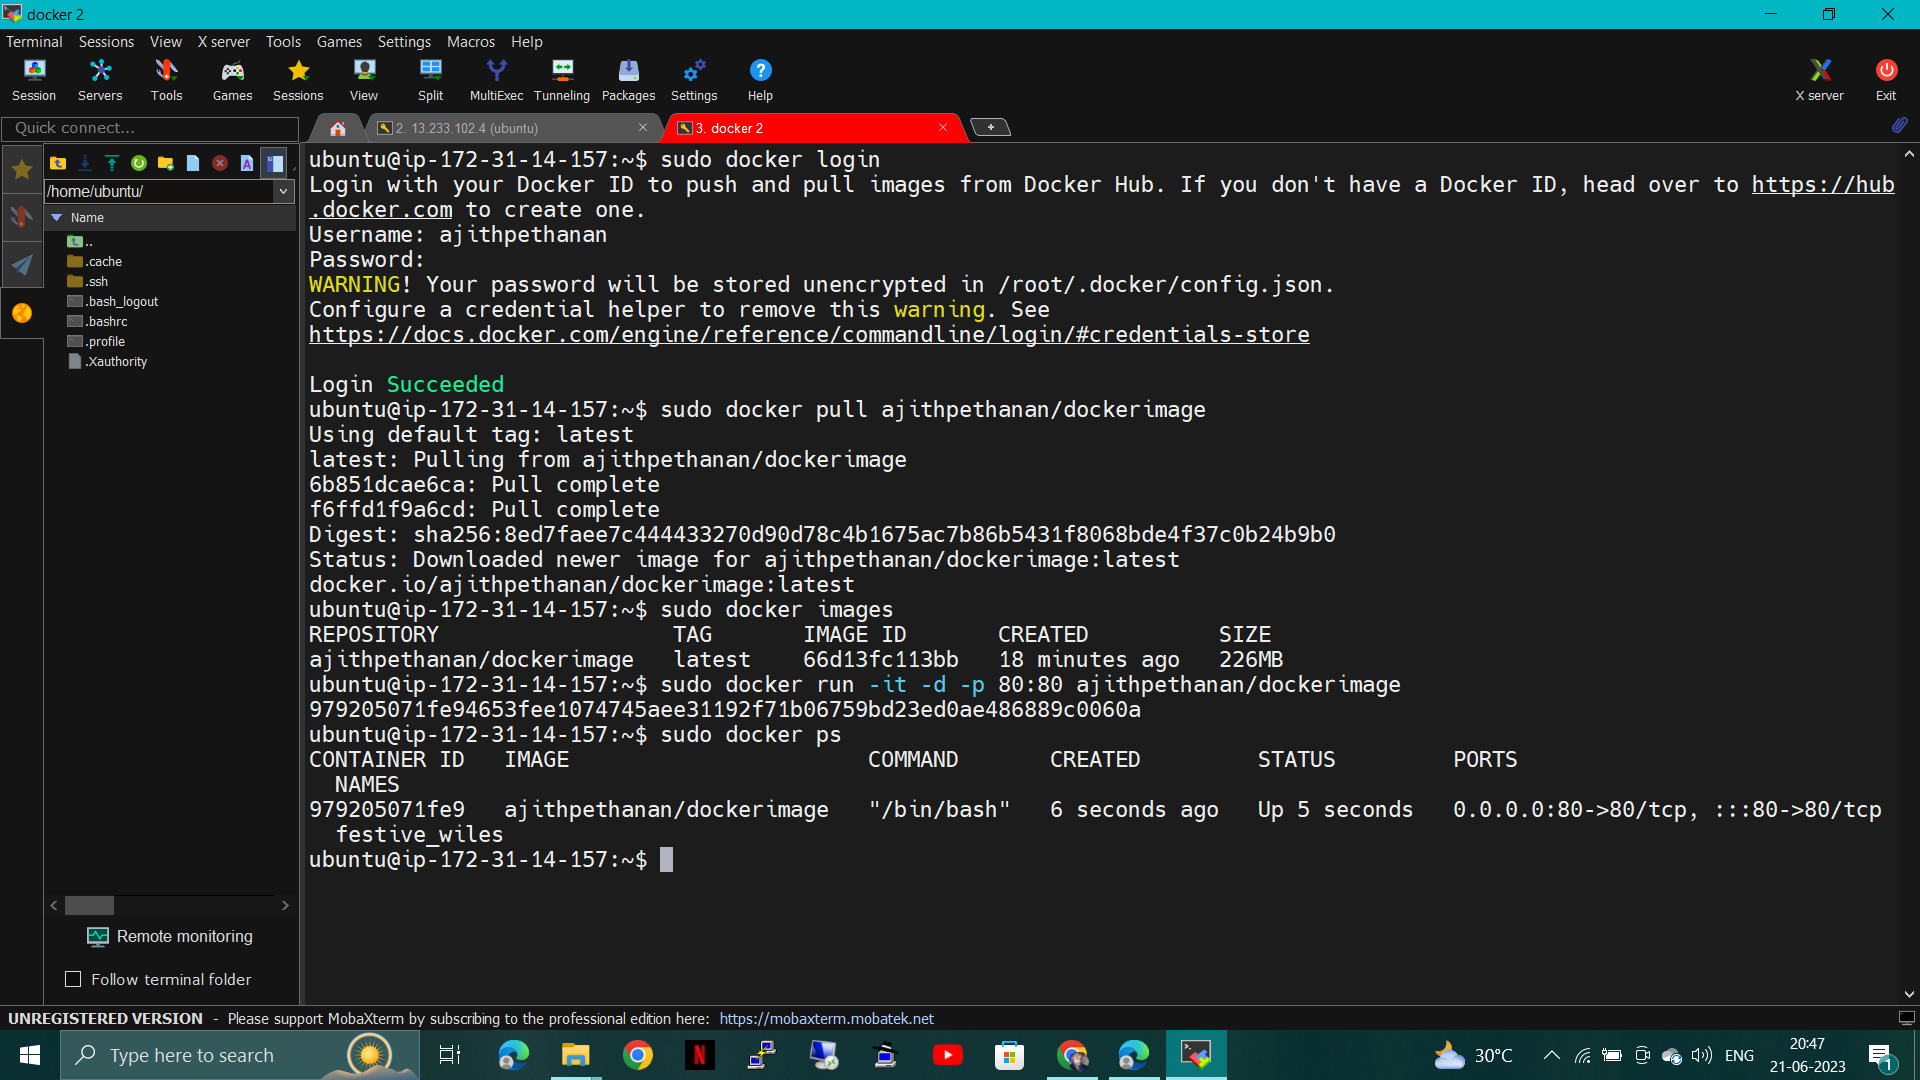 docker 2
Terminal Sessions View X server Tools Games Settings Macros Help
Session Servers Tools Games Sessions View Split MultiExec Tunneling Packages Settings Help X server Exit
Quick connect...
2. 13.233.102.4 (ubuntu)
3. docker 2
/home/ubuntu/
Name
..
.cache
.ssh
.bash_logout
.bashrc
.profile
.Xauthority
Remote monitoring
Follow terminal folder
ubuntu@ip-172-31-14-157:~$ sudo docker login
Login with your Docker ID to push and pull images from Docker Hub. If you don't have a Docker ID, head over to https://hub
.docker.com to create one.
Username: ajithpethanan
Password:
WARNING! Your password will be stored unencrypted in /root/.docker/config.json.
Configure a credential helper to remove this warning. See
https://docs.docker.com/engine/reference/commandline/login/#credentials-store
Login Succeeded
ubuntu@ip-172-31-14-157:~$ sudo docker pull ajithpethanan/dockerimage
Using default tag: latest
latest: Pulling from ajithpethanan/dockerimage
6b851dcae6ca: Pull complete
f6ffd1f9a6cd: Pull complete
Digest: sha256:8ed7faee7c444433270d90d78c4b1675ac7b86b5431f8068bde4f37c0b24b9b0
Status: Downloaded newer image for ajithpethanan/dockerimage:latest
docker.io/ajithpethanan/dockerimage:latest
ubuntu@ip-172-31-14-157:~$ sudo docker images
REPOSITORY TAG IMAGE ID CREATED SIZE
ajithpethanan/dockerimage latest 66d13fc113bb 18 minutes ago 226MB
ubuntu@ip-172-31-14-157:~$ sudo docker run -it -d -p 80:80 ajithpethanan/dockerimage
979205071fe94653fee1074745aee31192f71b06759bd23ed0ae486889c0060a
ubuntu@ip-172-31-14-157:~$ sudo docker ps
CONTAINER ID IMAGE COMMAND CREATED STATUS PORTS
NAMES
979205071fe9 ajithpethanan/dockerimage "/bin/bash" 6 seconds ago Up 5 seconds 0.0.0.0:80->80/tcp, :::80->80/tcp
festive_wiles
ubuntu@ip-172-31-14-157:~$
UNREGISTERED VERSION - Please support MobaXterm by subscribing to the professional edition here: https://mobaxterm.mobatek.net
Type here to search
30°C
ENG
20:47
21-06-2023
1